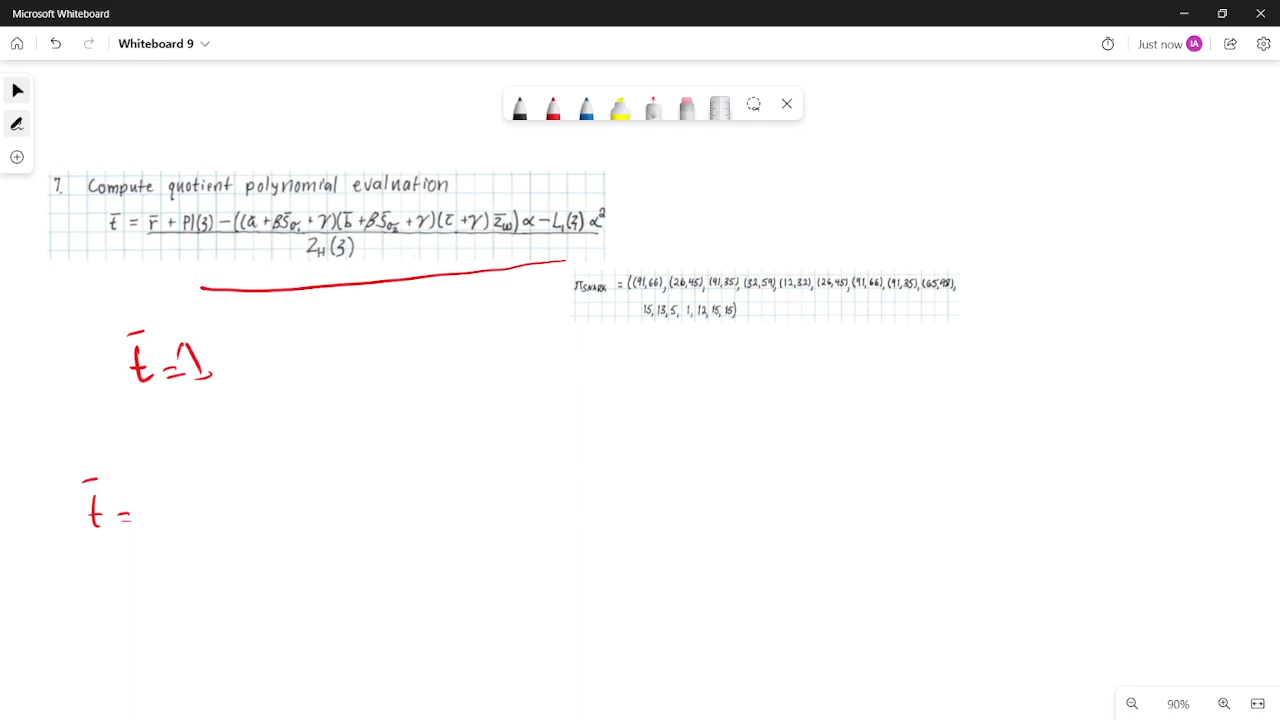 Microsoft Whiteboard
Whiteboard 9
Just now IA
7. Compute quotient polynomial evaluation
t̄ = r̄ + PI(ʒ) − ((ā + βS̄σ₁ + γ)(b̄ + βS̄σ₂ + γ)(c̄ + γ) z̄ω) α − L₁(ʒ) α²
Z_H(ʒ)
π_SNARK = ((91,66), (26,45), (91,35), (32,59), (12,32), (26,45), (91,66), (91,35), (65,98),
15, 13, 5, 1, 12, 15, 15)
t̄ =
t̄ =
90%